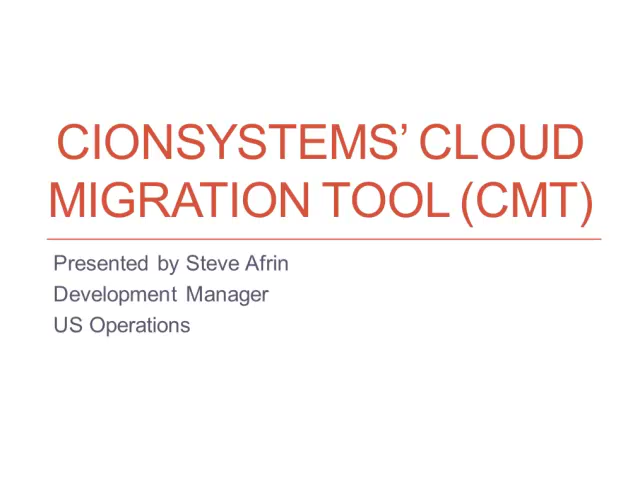 CIONSYSTEMS’ CLOUD
MIGRATION TOOL (CMT)
Presented by Steve Afrin
Development Manager
US Operations